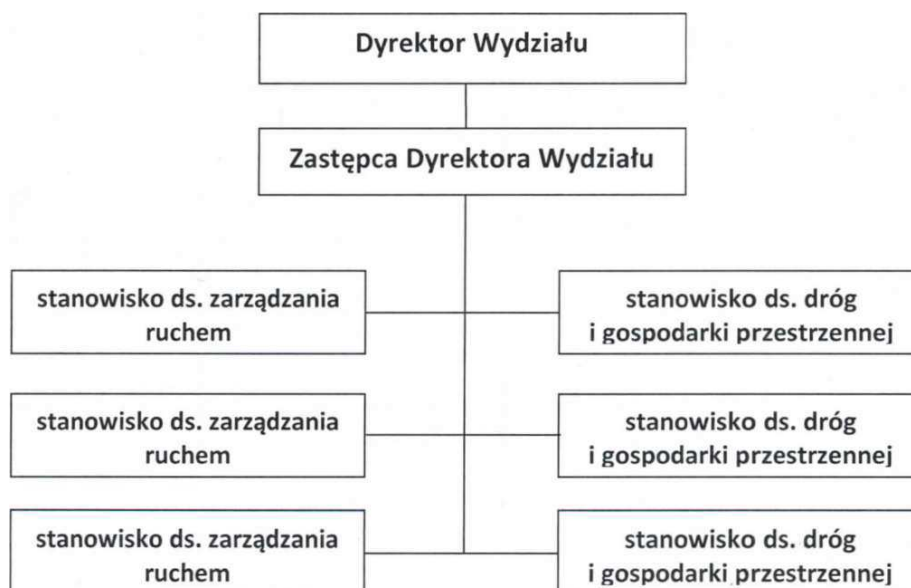 Dyrektor Wydziału
Zastępca Dyrektora Wydziału
stanowisko ds. zarządzania
ruchem
stanowisko ds. dróg
i gospodarki przestrzennej
stanowisko ds. zarządzania
ruchem
stanowisko ds. dróg
i gospodarki przestrzennej
stanowisko ds. zarządzania
ruchem
stanowisko ds. dróg
i gospodarki przestrzennej